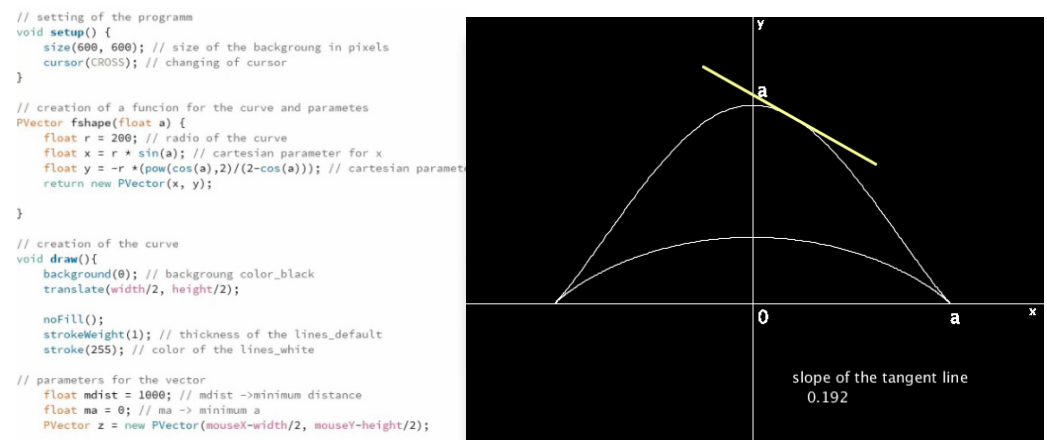 // setting of the programm
void setup() {
size(600, 600); // size of the backgroung in pixels
cursor(CROSS); // changing of cursor
}
// creation of a funcion for the curve and parametes
PVector fshape(float a) {
float r = 200; // radio of the curve
float x = r * sin(a); // cartesian parameter for x
float y = -r *(pow(cos(a),2)/(2-cos(a))); // cartesian paramet
return new PVector(x, y);
}
// creation of the curve
void draw(){
background(0); // backgroung color_black
translate(width/2, height/2);
noFill();
strokeWeight(1); // thickness of the lines_default
stroke(255); // color of the lines_white
// parameters for the vector
float mdist = 1000; // mdist ->minimum distance
float ma = 0; // ma -> minimum a
PVector z = new PVector(mouseX-width/2, mouseY-height/2);
y
a
0
a
x
slope of the tangent line
0.192